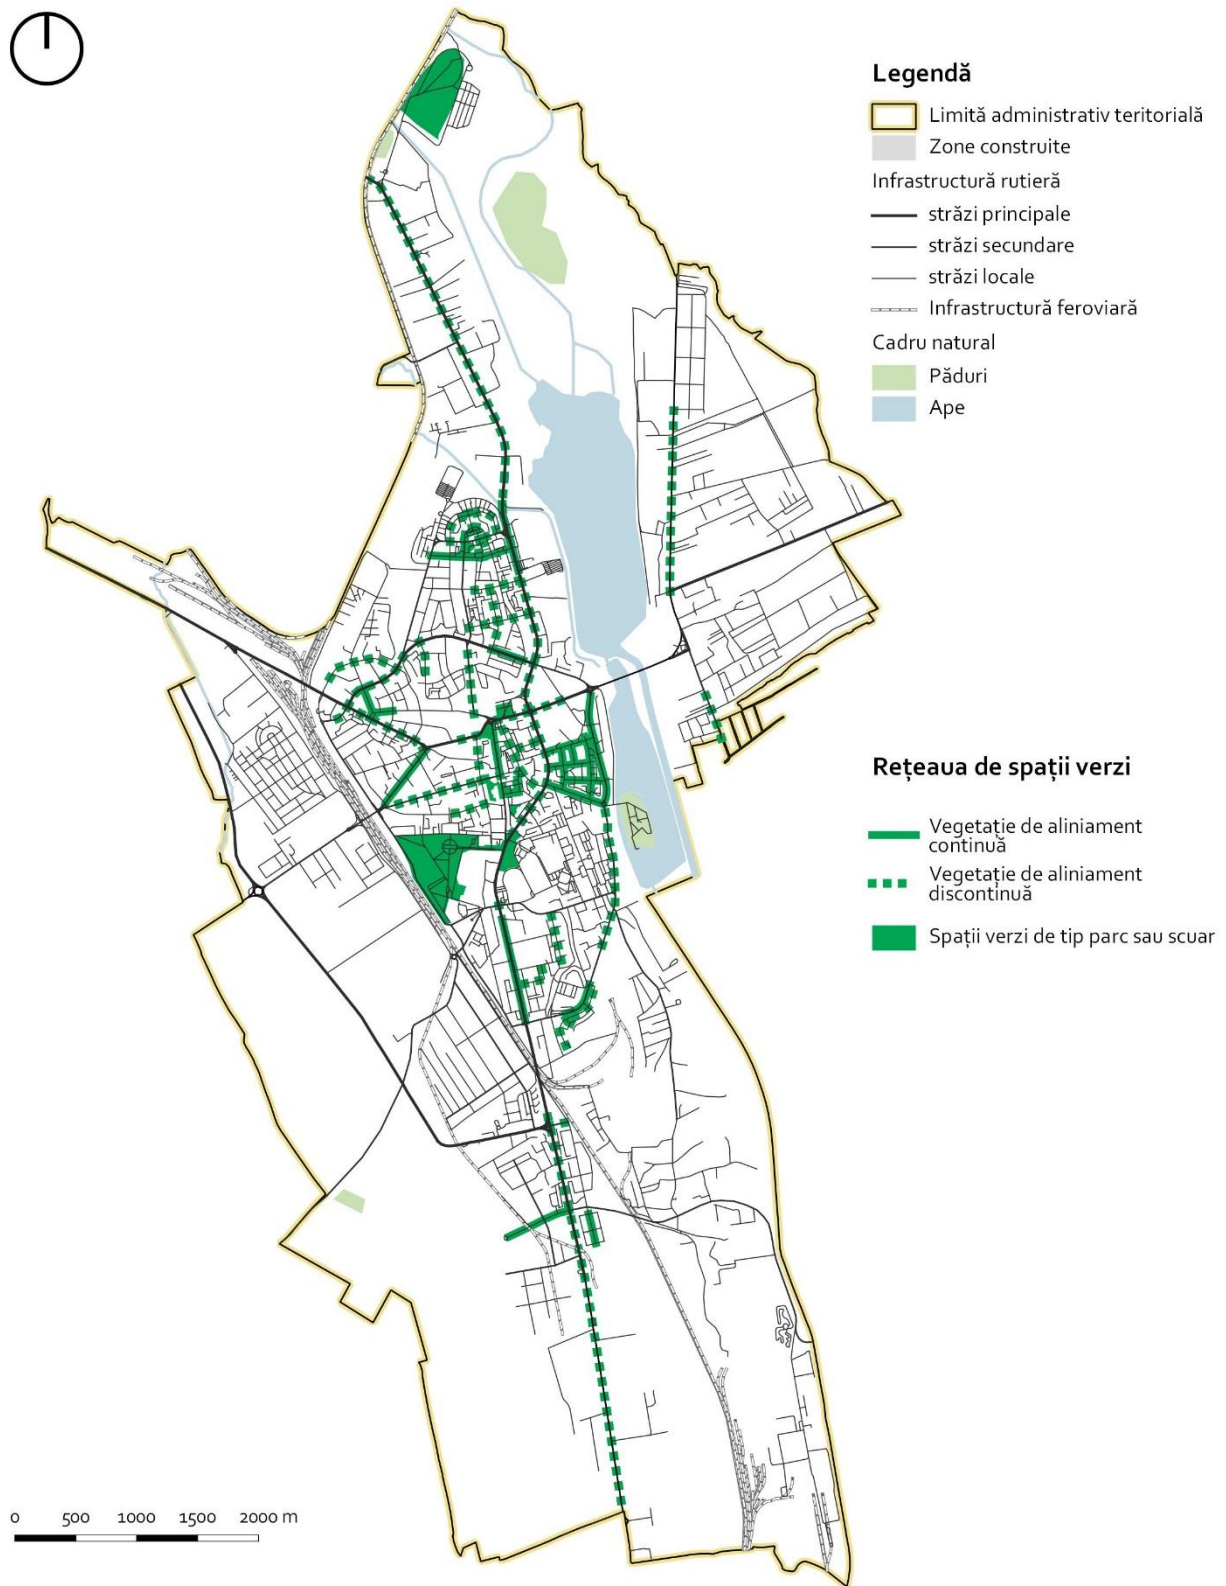 Legendă
Limită administrativ teritorială
Zone construite
Infrastructură rutieră
străzi principale
străzi secundare
străzi locale
Infrastructură feroviară
Cadru natural
Păduri
Ape
Rețeaua de spații verzi
Vegetație de aliniament
continuă
Vegetație de aliniament
discontinuă
Spații verzi de tip parc sau scuar
0 500 1000 1500 2000 m